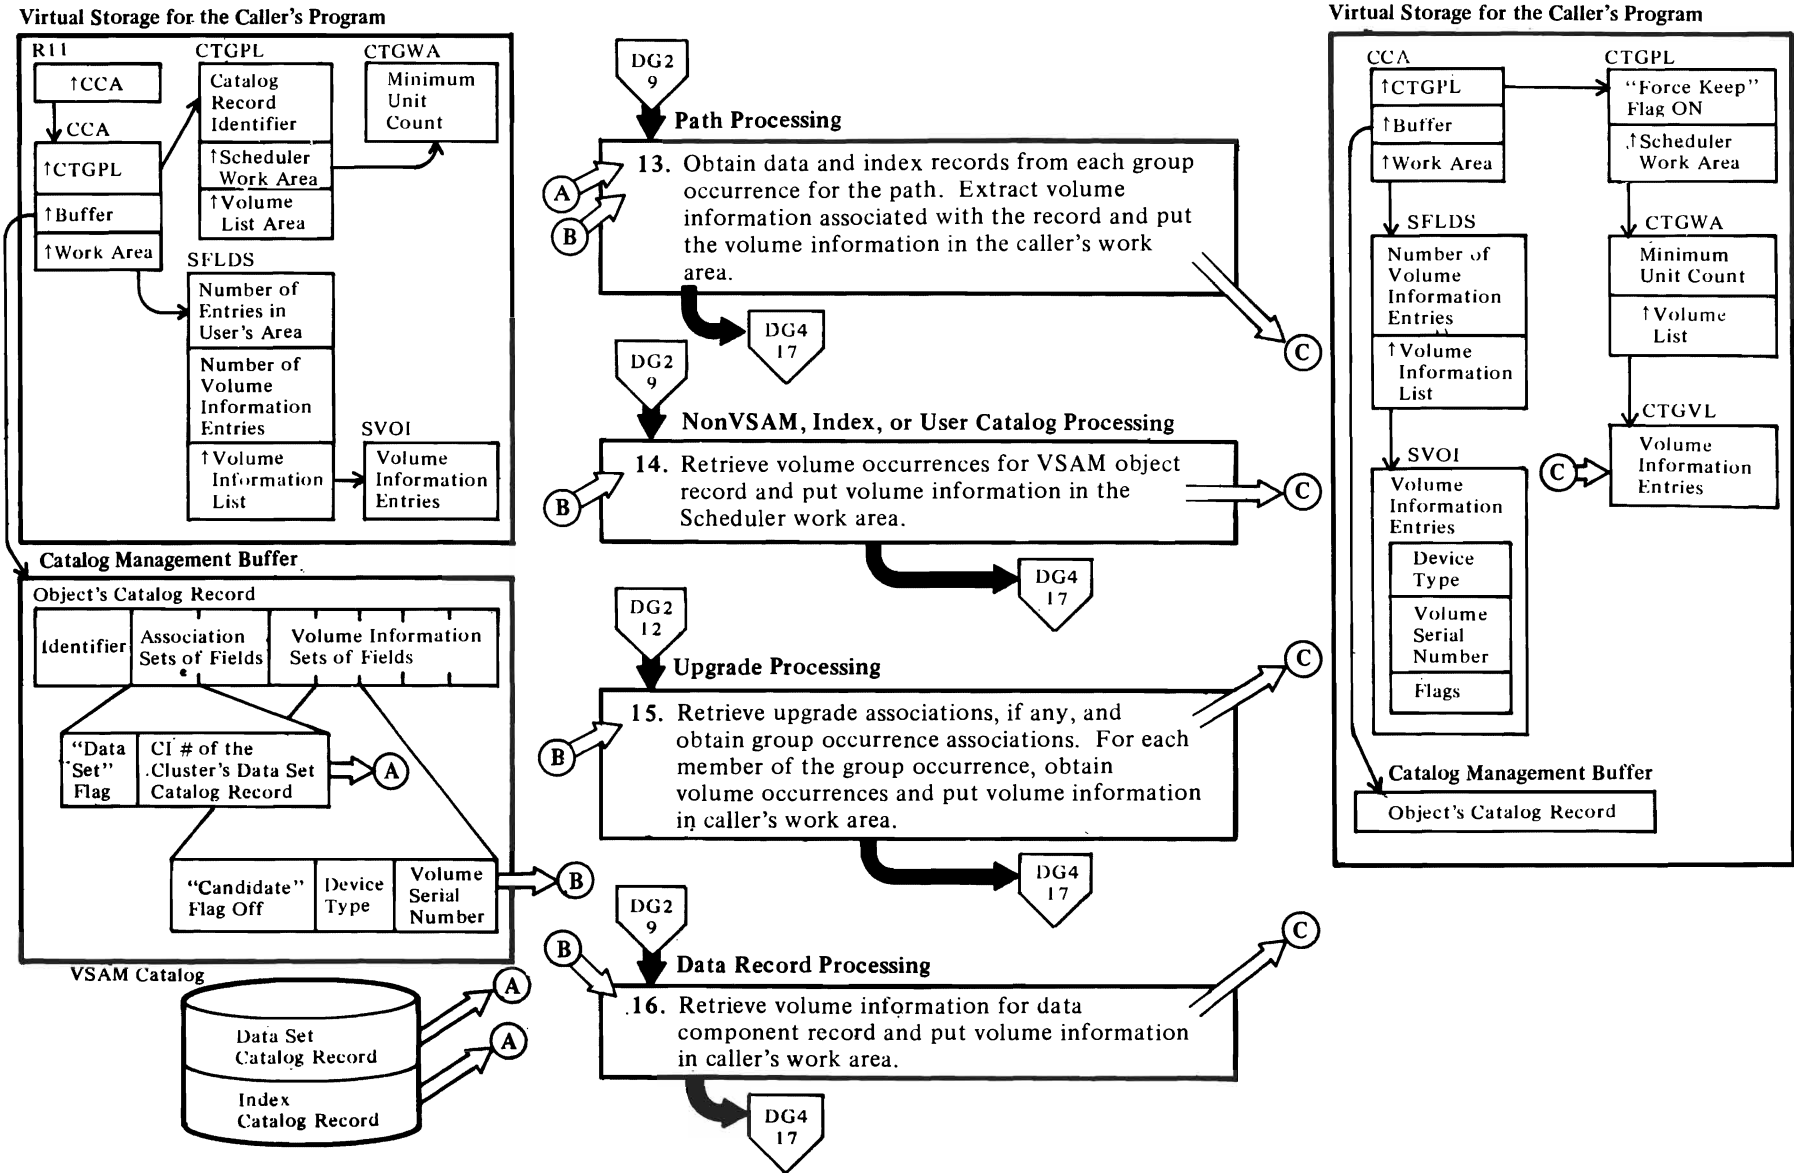 Virtual Storage for the Caller's Program
R11
↑CCA
CCA
↑CTGPL
↑Buffer
↑Work Area
CTGPL
Catalog
Record
Identifier
↑Scheduler
Work Area
↑Volume
List Area
CTGWA
Minimum
Unit
Count
SFLDS
Number of
Entries in
User's Area
Number of
Volume
Information
Entries
↑Volume
Information
List
SVOI
Volume
Information
Entries
Catalog Management Buffer
Object's Catalog Record
Identifier
Association
Sets of Fields
Volume Information
Sets of Fields
"Data
Set"
Flag
CI # of the
Cluster's Data Set
Catalog Record
A
"Candidate"
Flag Off
Device
Type
Volume
Serial
Number
B
VSAM Catalog
Data Set
Catalog Record
A
Index
Catalog Record
A
DG2
9
Path Processing
A
B
13. Obtain data and index records from each group
occurrence for the path. Extract volume
information associated with the record and put
the volume information in the caller's work
area.
C
DG4
17
DG2
9
NonVSAM, Index, or User Catalog Processing
B
14. Retrieve volume occurrences for VSAM object
record and put volume information in the
Scheduler work area.
C
DG4
17
DG2
12
Upgrade Processing
C
B
15. Retrieve upgrade associations, if any, and
obtain group occurrence associations. For each
member of the group occurrence, obtain
volume occurrences and put volume information
in caller's work area.
DG4
17
DG2
9
Data Record Processing
B
C
16. Retrieve volume information for data
component record and put volume information
in caller's work area.
DG4
17
Virtual Storage for the Caller's Program
CCA
↑CTGPL
↑Buffer
↑Work Area
CTGPL
"Force Keep"
Flag ON
↑Scheduler
Work Area
SFLDS
Number of
Volume
Information
Entries
↑Volume
Information
List
CTGWA
Minimum
Unit Count
↑Volume
List
SVOI
Volume
Information
Entries
Device
Type
Volume
Serial
Number
Flags
CTGVL
C
Volume
Information
Entries
Catalog Management Buffer
Object's Catalog Record